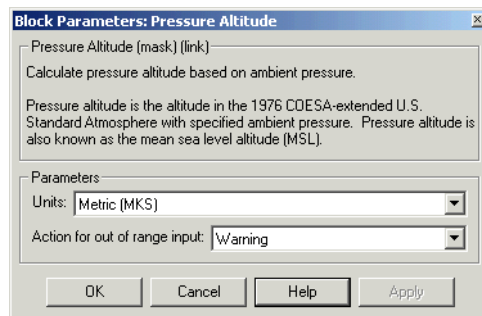 Block Parameters: Pressure Altitude
Pressure Altitude (mask) (link)
Calculate pressure altitude based on ambient pressure.
Pressure altitude is the altitude in the 1976 COESA-extended U.S.
Standard Atmosphere with specified ambient pressure.  Pressure altitude is
also known as the mean sea level altitude (MSL).
Parameters
Units: Metric (MKS)
Action for out of range input: Warning
OK Cancel Help Apply